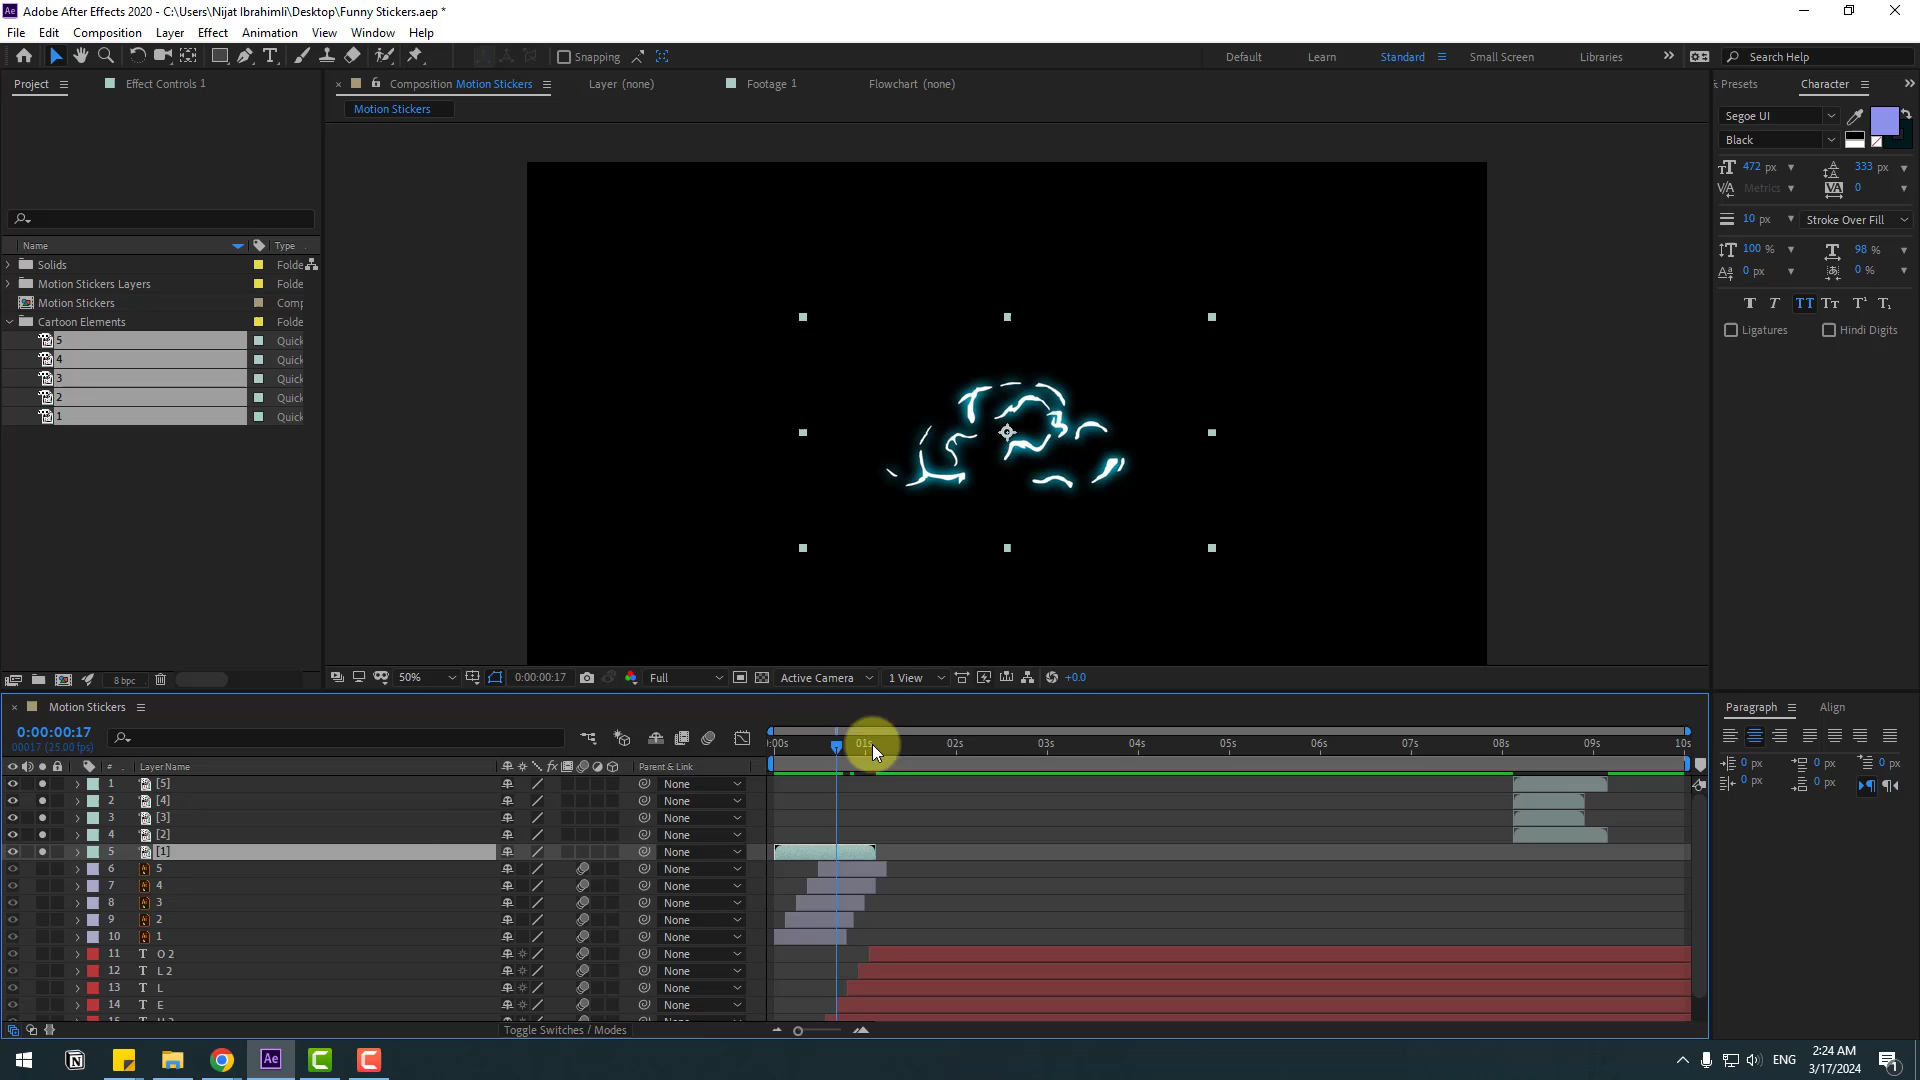 Adobe After Effects 2020 - C:\Users\Nijat Ibrahimli\Desktop\Funny Stickers.aep *
File Edit Composition Layer Effect Animation View Window Help
Snapping
Default Learn Standard Small Screen Libraries Search Help
Project Effect Controls 1
Composition Motion Stickers Layer (none) Footage 1 Flowchart (none)
Presets Character
Motion Stickers
Segoe UI
Black
472 px 333 px
Metrics 0
10 px Stroke Over Fill
100 % 98 %
0 px 0 %
Ligatures Hindi Digits
Name Type
Solids Folde
Motion Stickers Layers Folde
Motion Stickers Comp
Cartoon Elements Folde
5 Quick
4 Quick
3 Quick
2 Quick
1 Quick
8 bpc
50% 0:00:00:17 Full Active Camera 1 View +0.0
Motion Stickers
0:00:00:17
00017 (25.00 fps)
:00s 01s 02s 03s 04s 05s 06s 07s 08s 09s 10s
# Layer Name Parent & Link
1 [5] None
2 [4] None
3 [3] None
4 [2] None
5 [1] None
6 5 None
7 4 None
8 3 None
9 2 None
10 1 None
11 T O 2 None
12 T L 2 None
13 T L None
14 T E None
Toggle Switches / Modes
Paragraph Align
0 px 0 px 0 px
0 px 0 px
ENG
2:24 AM
3/17/2024